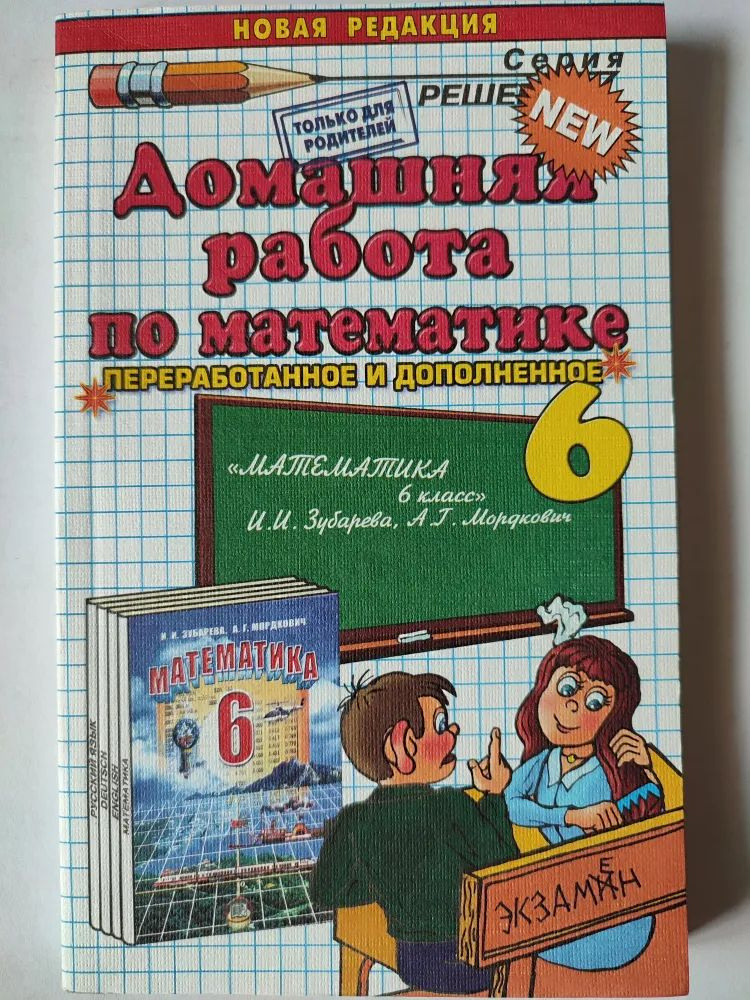 НОВАЯ РЕДАКЦИЯ
Серия
РЕШЕ
NEW
ТОЛЬКО ДЛЯ
РОДИТЕЛЕЙ
Домашняя
работа
по математике
ПЕРЕРАБОТАННОЕ И ДОПОЛНЕННОЕ
6
«МАТЕМАТИКА
6 класс»
И.И. Зубарева, А.Г. Мордкович
И. И. ЗУБАРЕВА, А. Г. МОРДКОВИЧ
МАТЕМАТИКА
6
РУССКИЙ ЯЗЫК
DEUTSCH
ENGLISH
МАТЕМАТИКА
ЭКЗАМЕН